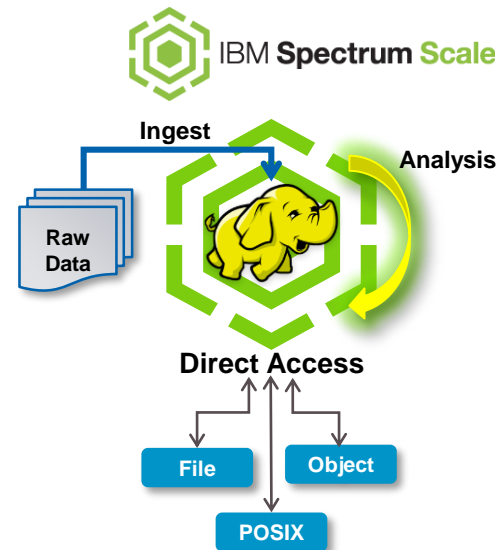 IBM Spectrum Scale
Ingest
Analysis
Raw
Data
Direct Access
File
Object
POSIX